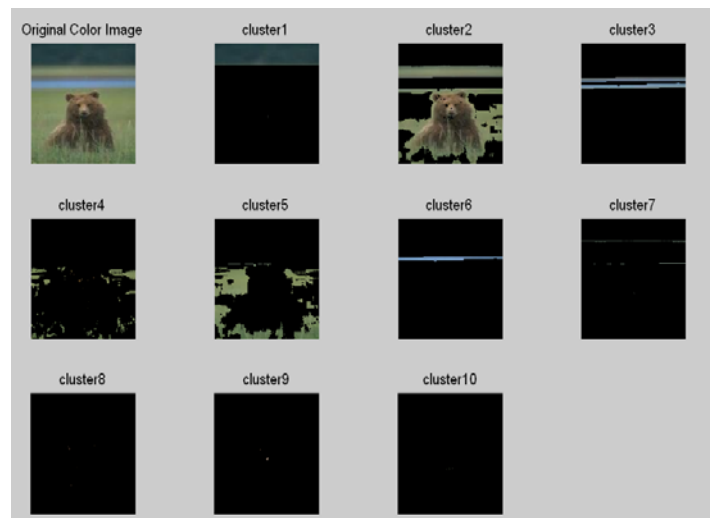 Original Color Image
cluster1
cluster2
cluster3
cluster4
cluster5
cluster6
cluster7
cluster8
cluster9
cluster10